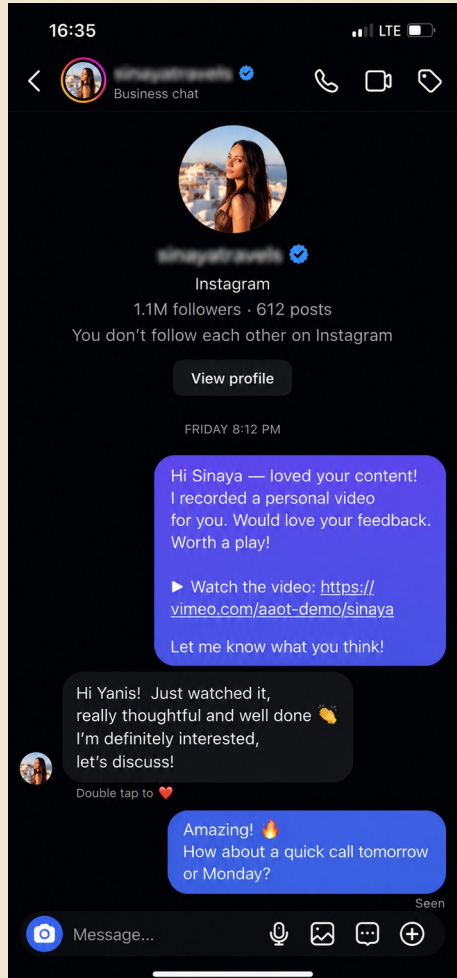 16:35
LTE
Business chat
Instagram
1.1M followers · 612 posts
You don’t follow each other on Instagram
View profile
FRIDAY 8:12 PM
Hi Sinaya — loved your content!
I recorded a personal video
for you. Would love your feedback.
Worth a play!
▶ Watch the video: https://
vimeo.com/aaot-demo/sinaya
Let me know what you think!
Hi Yanis!  Just watched it,
really thoughtful and well done 👏
I’m definitely interested,
let’s discuss!
Double tap to ❤️
Amazing! 🔥
How about a quick call tomorrow
or Monday?
Seen
Message...